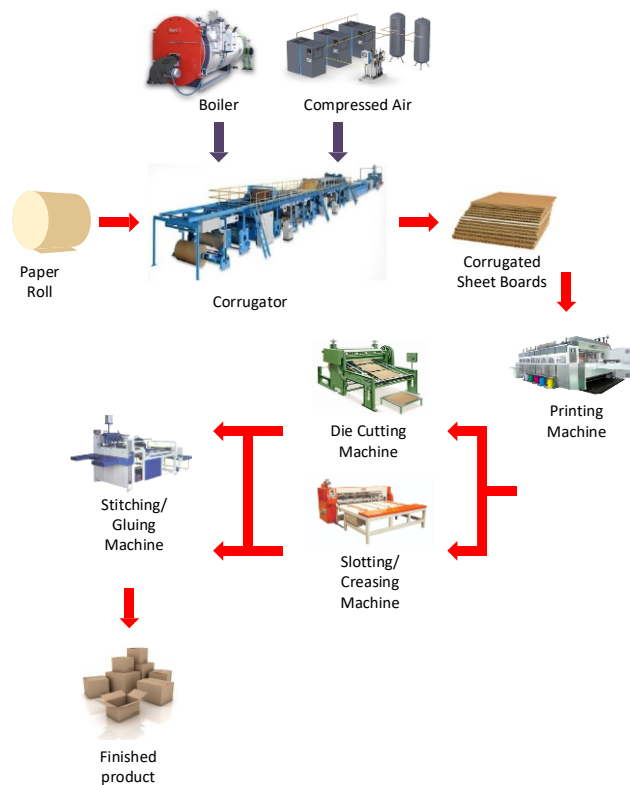 Boiler
Compressed Air
Paper
Roll
Corrugator
Corrugated
Sheet Boards
Printing
Machine
Die Cutting
Machine
Stitching/
Gluing
Machine
Slotting/
Creasing
Machine
Finished
product